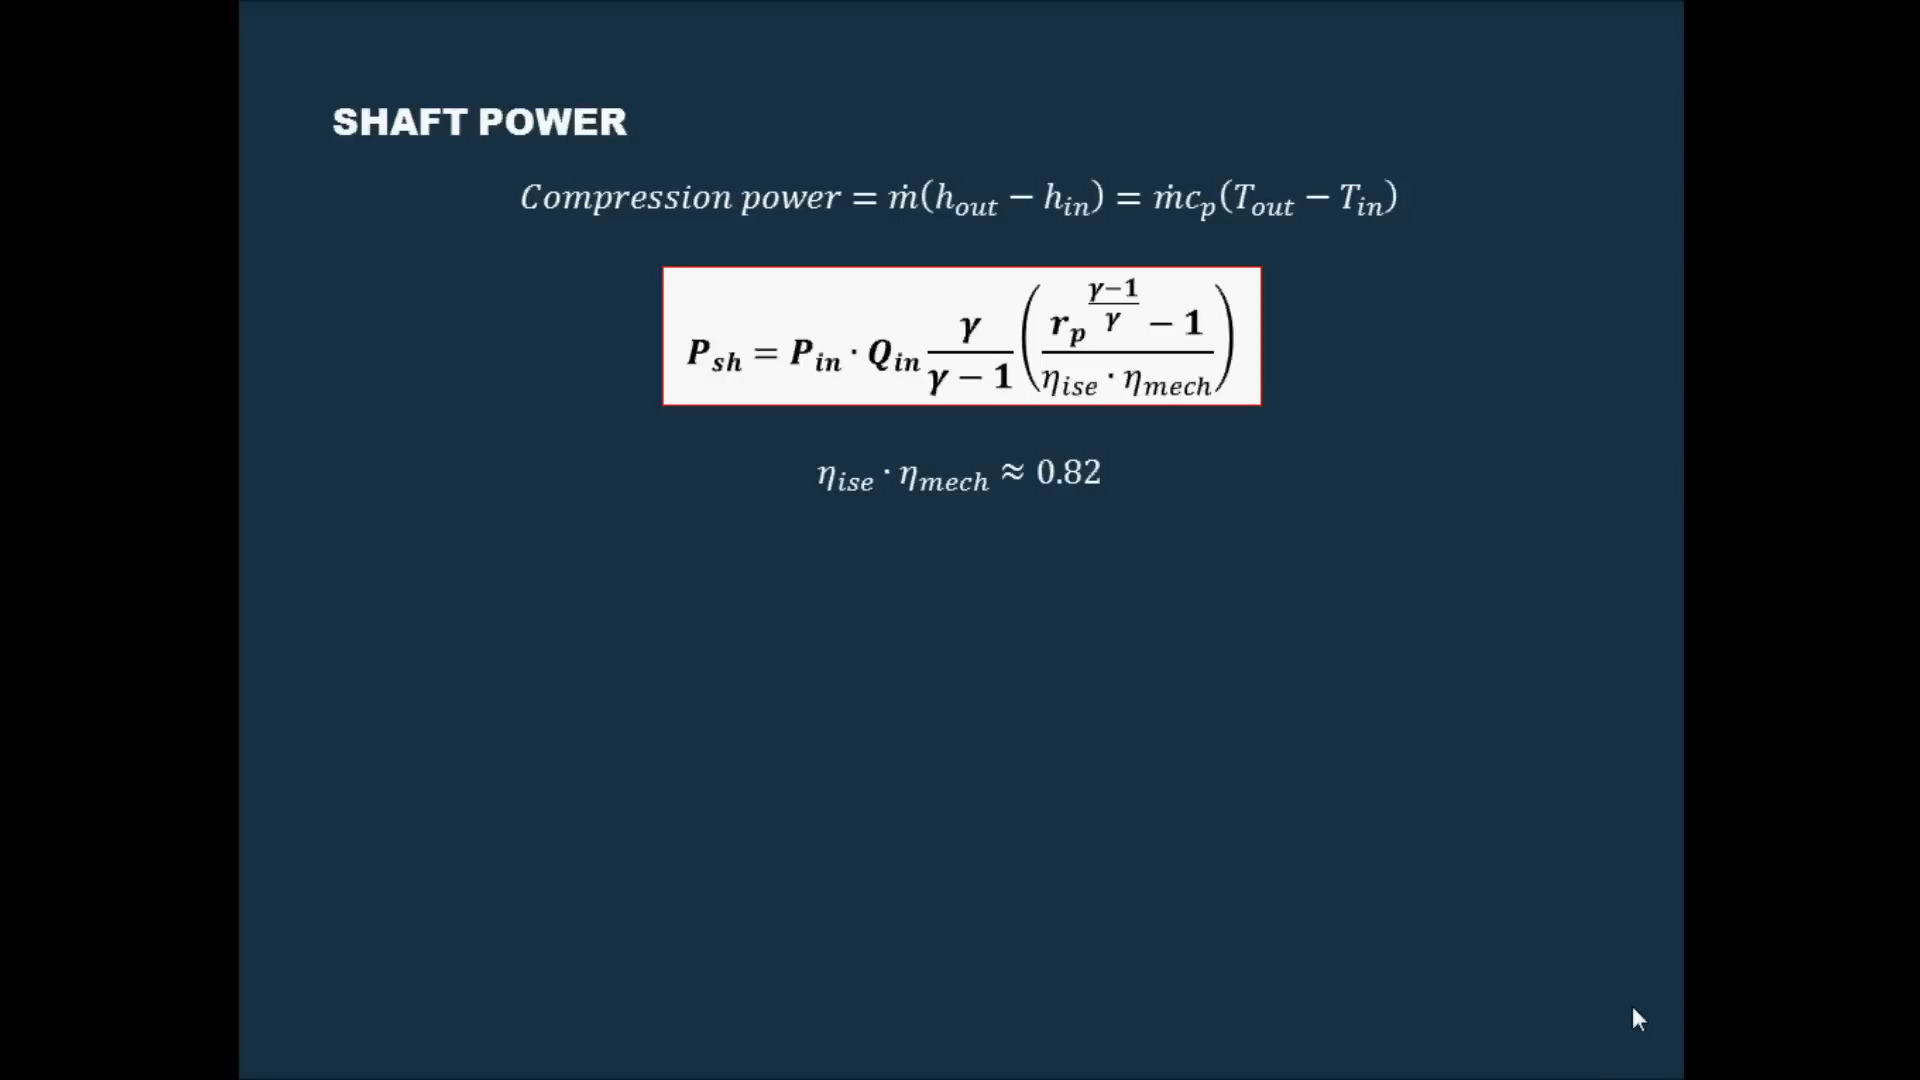 SHAFT POWER
Compression power = ṁ(h_out − h_in) = ṁc_p(T_out − T_in)
P_sh = P_in · Q_in γ/(γ − 1) ((r_p^((γ−1)/γ) − 1)/(η_ise · η_mech))
η_ise · η_mech ≈ 0.82